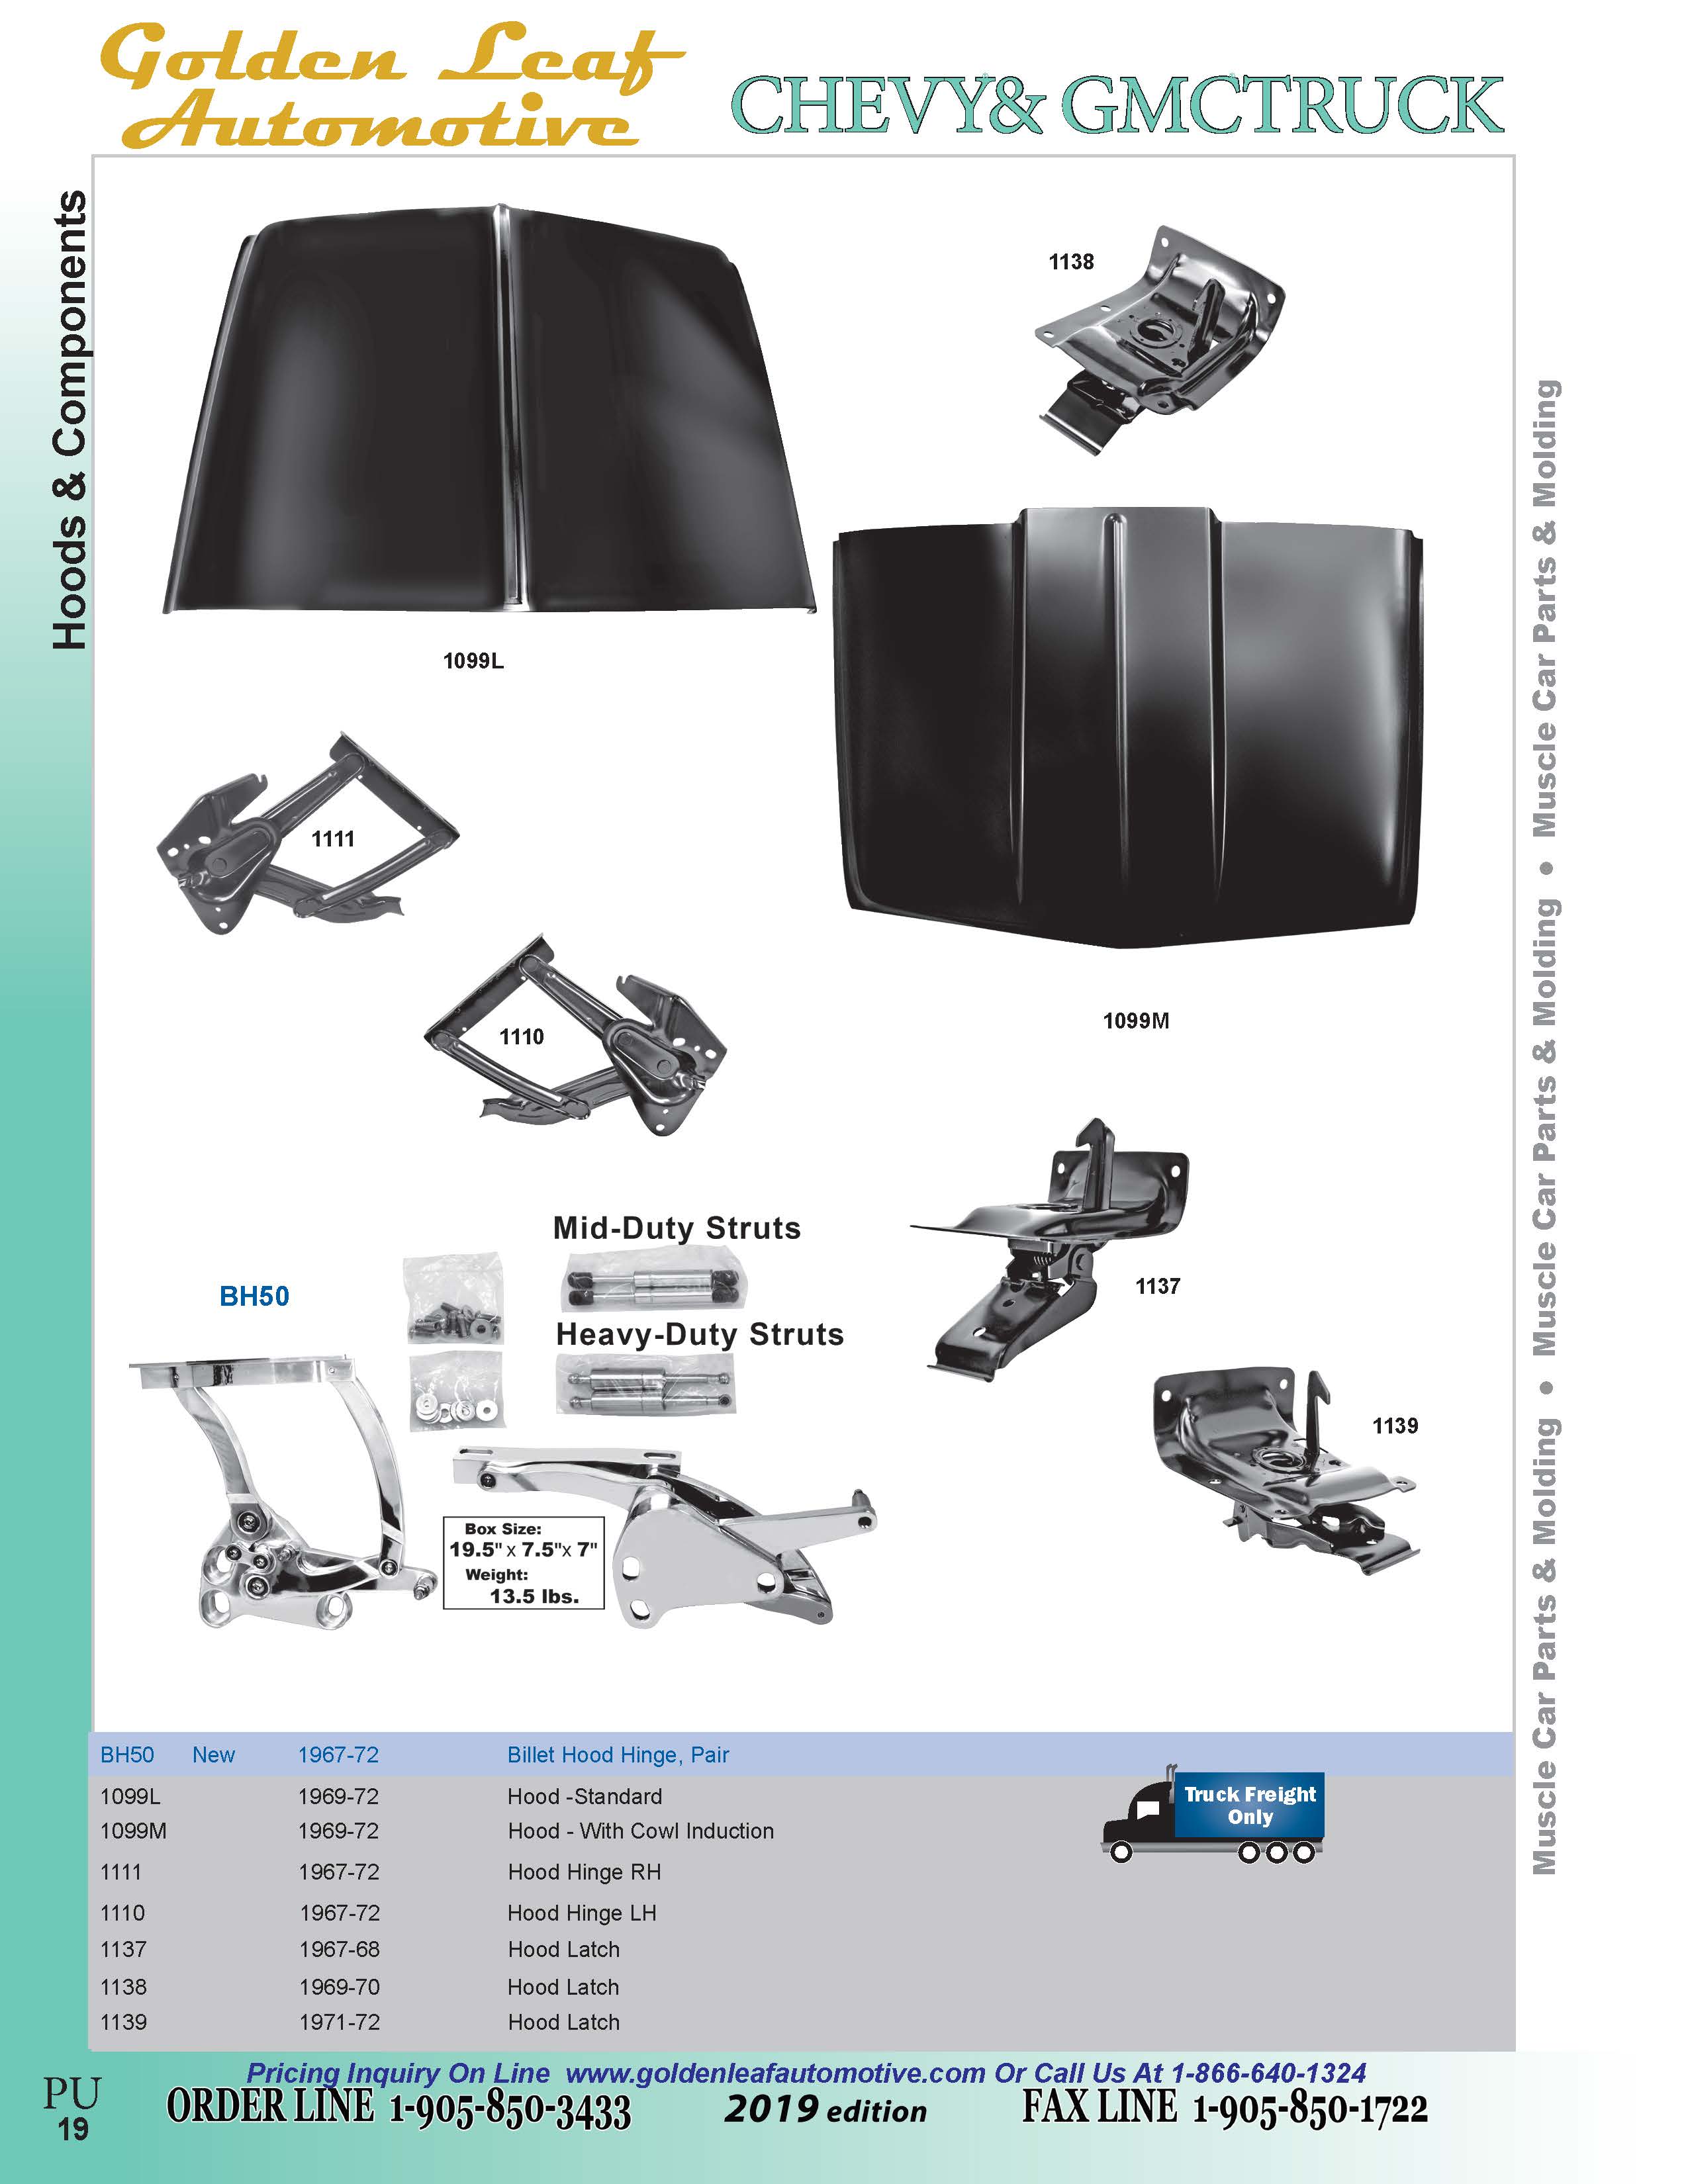 Golden Leaf
Automotive
CHEVY& GMCTRUCK
Hoods & Components
1138
1099L
1111
1099M
1110
Mid-Duty Struts
BH50
1137
Heavy-Duty Struts
1139
Box Size:
19.5" x 7.5"x 7"
Weight:
13.5 lbs.
Muscle Car Parts & Molding ● Muscle Car Parts & Molding ● Muscle Car Parts & Molding
BH50 New 1967-72 Billet Hood Hinge, Pair
1099L 1969-72 Hood -Standard
1099M 1969-72 Hood - With Cowl Induction
1111 1967-72 Hood Hinge RH
1110 1967-72 Hood Hinge LH
1137 1967-68 Hood Latch
1138 1969-70 Hood Latch
1139 1971-72 Hood Latch
Truck Freight
Only
Pricing Inquiry On Line www.goldenleafautomotive.com Or Call Us At 1-866-640-1324
PU
19
ORDER LINE 1-905-850-3433 2019 edition FAX LINE 1-905-850-1722